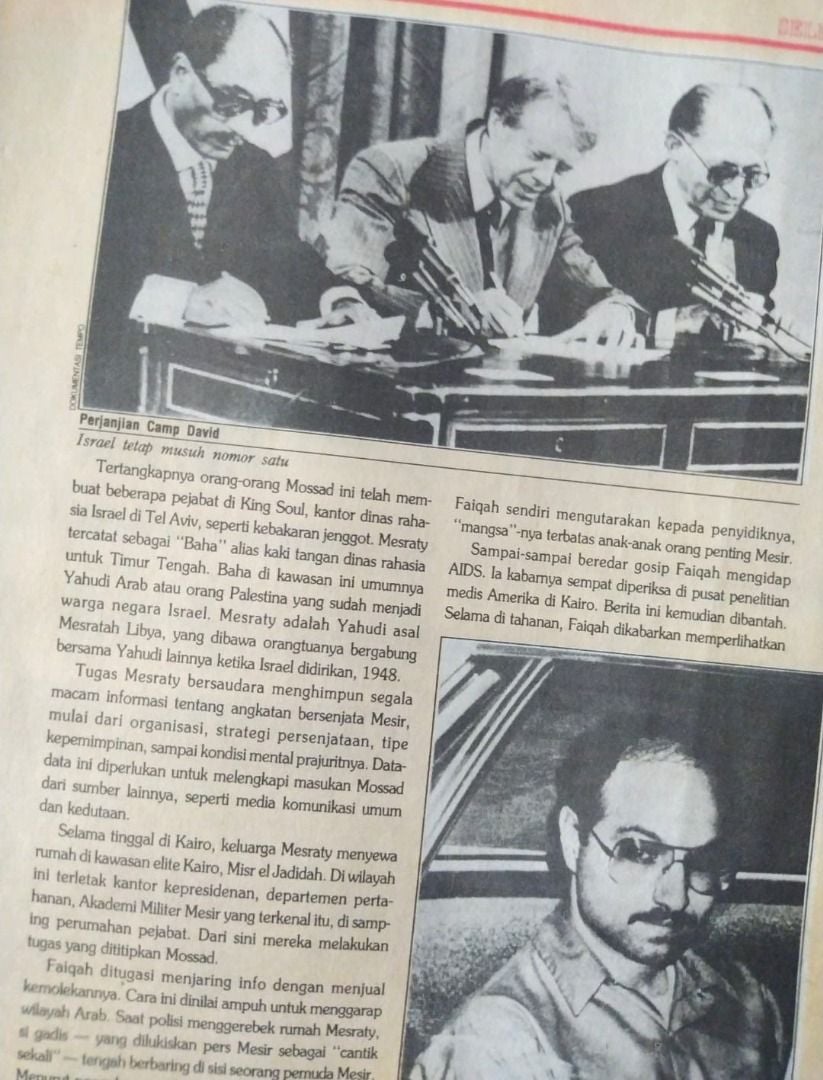 DOKUMENTASI TEMPO
Perjanjian Camp David
Israel tetap musuh nomor satu
Tertangkapnya orang-orang Mossad ini telah mem-
buat beberapa pejabat di King Soul, kantor dinas raha-
sia Israel di Tel Aviv, seperti kebakaran jenggot. Mesraty
tercatat sebagai "Baha" alias kaki tangan dinas rahasia
untuk Timur Tengah. Baha di kawasan ini umumnya
Yahudi Arab atau orang Palestina yang sudah menjadi
warga negara Israel. Mesraty adalah Yahudi asal
Mesratah Libya, yang dibawa orangtuanya bergabung
bersama Yahudi lainnya ketika Israel didirikan, 1948.
Tugas Mesraty bersaudara menghimpun segala
macam informasi tentang angkatan bersenjata Mesir,
mulai dari organisasi, strategi persenjataan, tipe
kepemimpinan, sampai kondisi mental prajuritnya. Data-
data ini diperlukan untuk melengkapi masukan Mossad
dari sumber lainnya, seperti media komunikasi umum
dan kedutaan.
Selama tinggal di Kairo, keluarga Mesraty menyewa
rumah di kawasan elite Kairo, Misr el Jadidah. Di wilayah
ini terletak kantor kepresidenan, departemen perta-
hanan, Akademi Militer Mesir yang terkenal itu, di samp-
ing perumahan pejabat. Dari sini mereka melakukan
tugas yang dititipkan Mossad.
Faiqah ditugasi menjaring info dengan menjual
kemolekannya. Cara ini dinilai ampuh untuk menggarap
wilayah Arab. Saat polisi menggerebek rumah Mesraty,
si gadis — yang dilukiskan pers Mesir sebagai "cantik
sekali" — tengah berbaring di sisi seorang pemuda Mesir.
Faiqah sendiri mengutarakan kepada penyidiknya,
"mangsa"-nya terbatas anak-anak orang penting Mesir.
Sampai-sampai beredar gosip Faiqah mengidap
AIDS. Ia kabarnya sempat diperiksa di pusat penelitian
medis Amerika di Kairo. Berita ini kemudian dibantah.
Selama di tahanan, Faiqah dikabarkan memperlihatkan